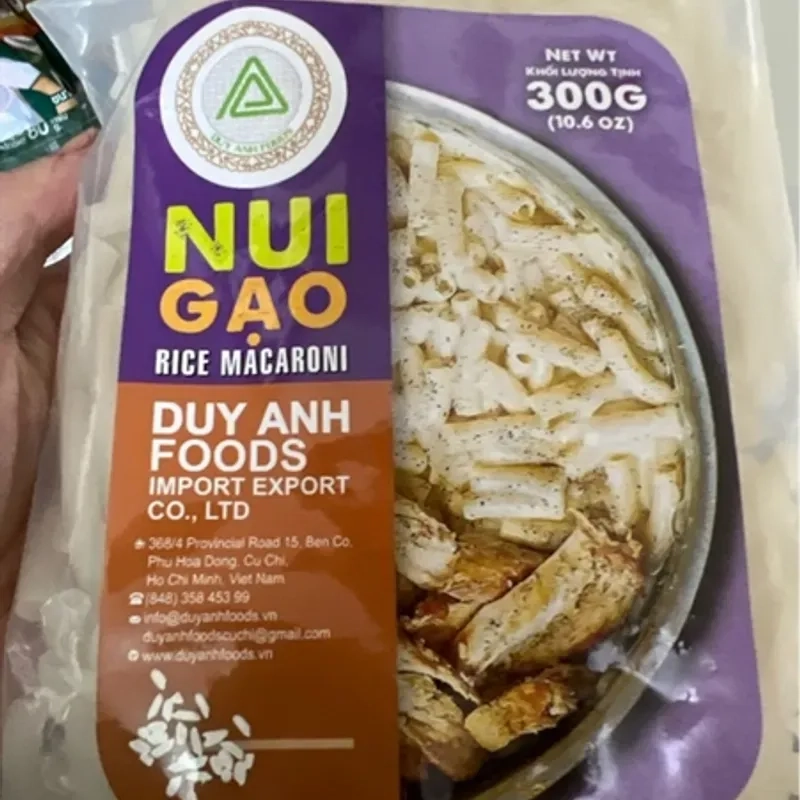 DUY ANH FOODS
NUI
GẠO
RICE MACARONI
NET WT
KHỐI LƯỢNG TỊNH
300G
(10.6 OZ)
DUY ANH
FOODS
IMPORT EXPORT
CO., LTD
368/4 Provincial Road 15, Ben Co,
Phu Hoa Dong, Cu Chi,
Ho Chi Minh, Viet Nam
(848) 358 453 99
info@duyanhfoods.vn
duyanhfoodscuchi@gmail.com
www.duyanhfoods.vn